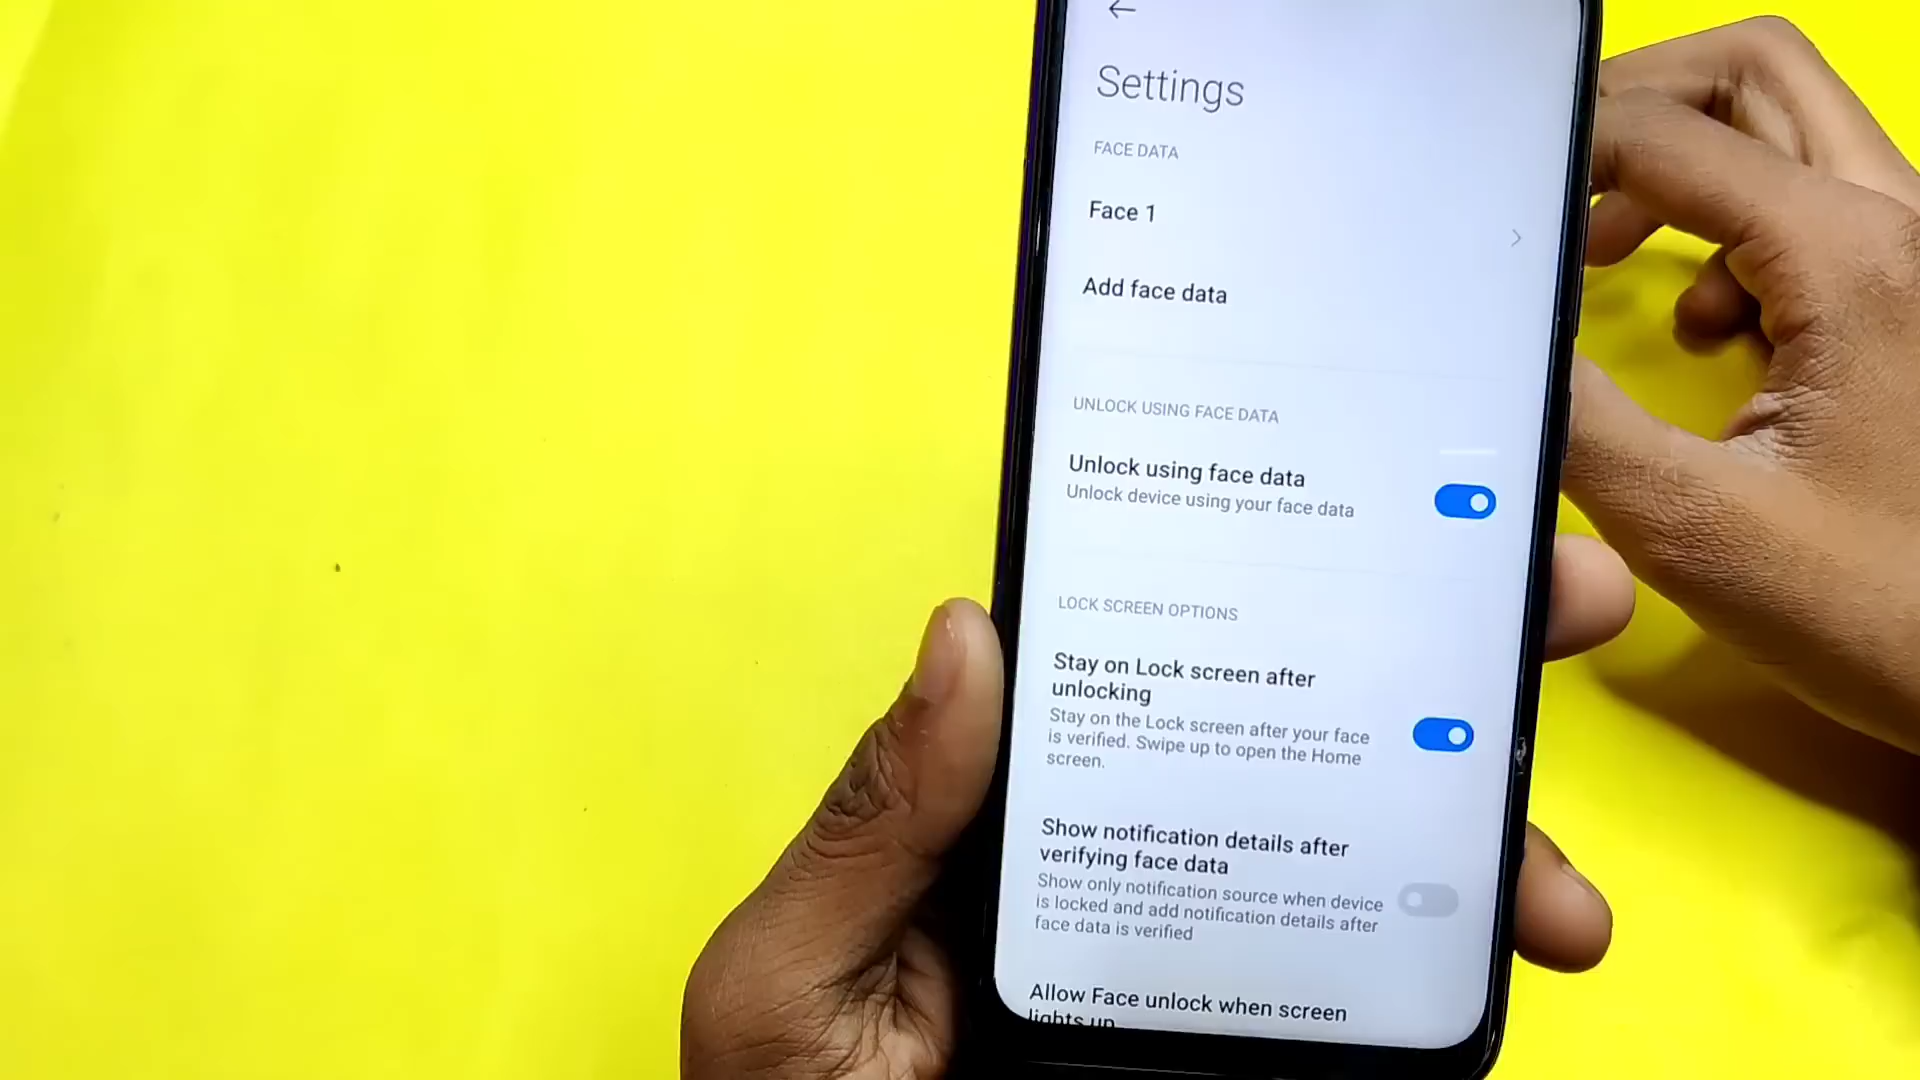 Settings
FACE DATA
Face 1
Add face data
UNLOCK USING FACE DATA
Unlock using face data
Unlock device using your face data
LOCK SCREEN OPTIONS
Stay on Lock screen after
unlocking
Stay on the Lock screen after your face
is verified. Swipe up to open the Home
screen.
Show notification details after
verifying face data
Show only notification source when device
is locked and add notification details after
face data is verified
Allow Face unlock when screen
lights up